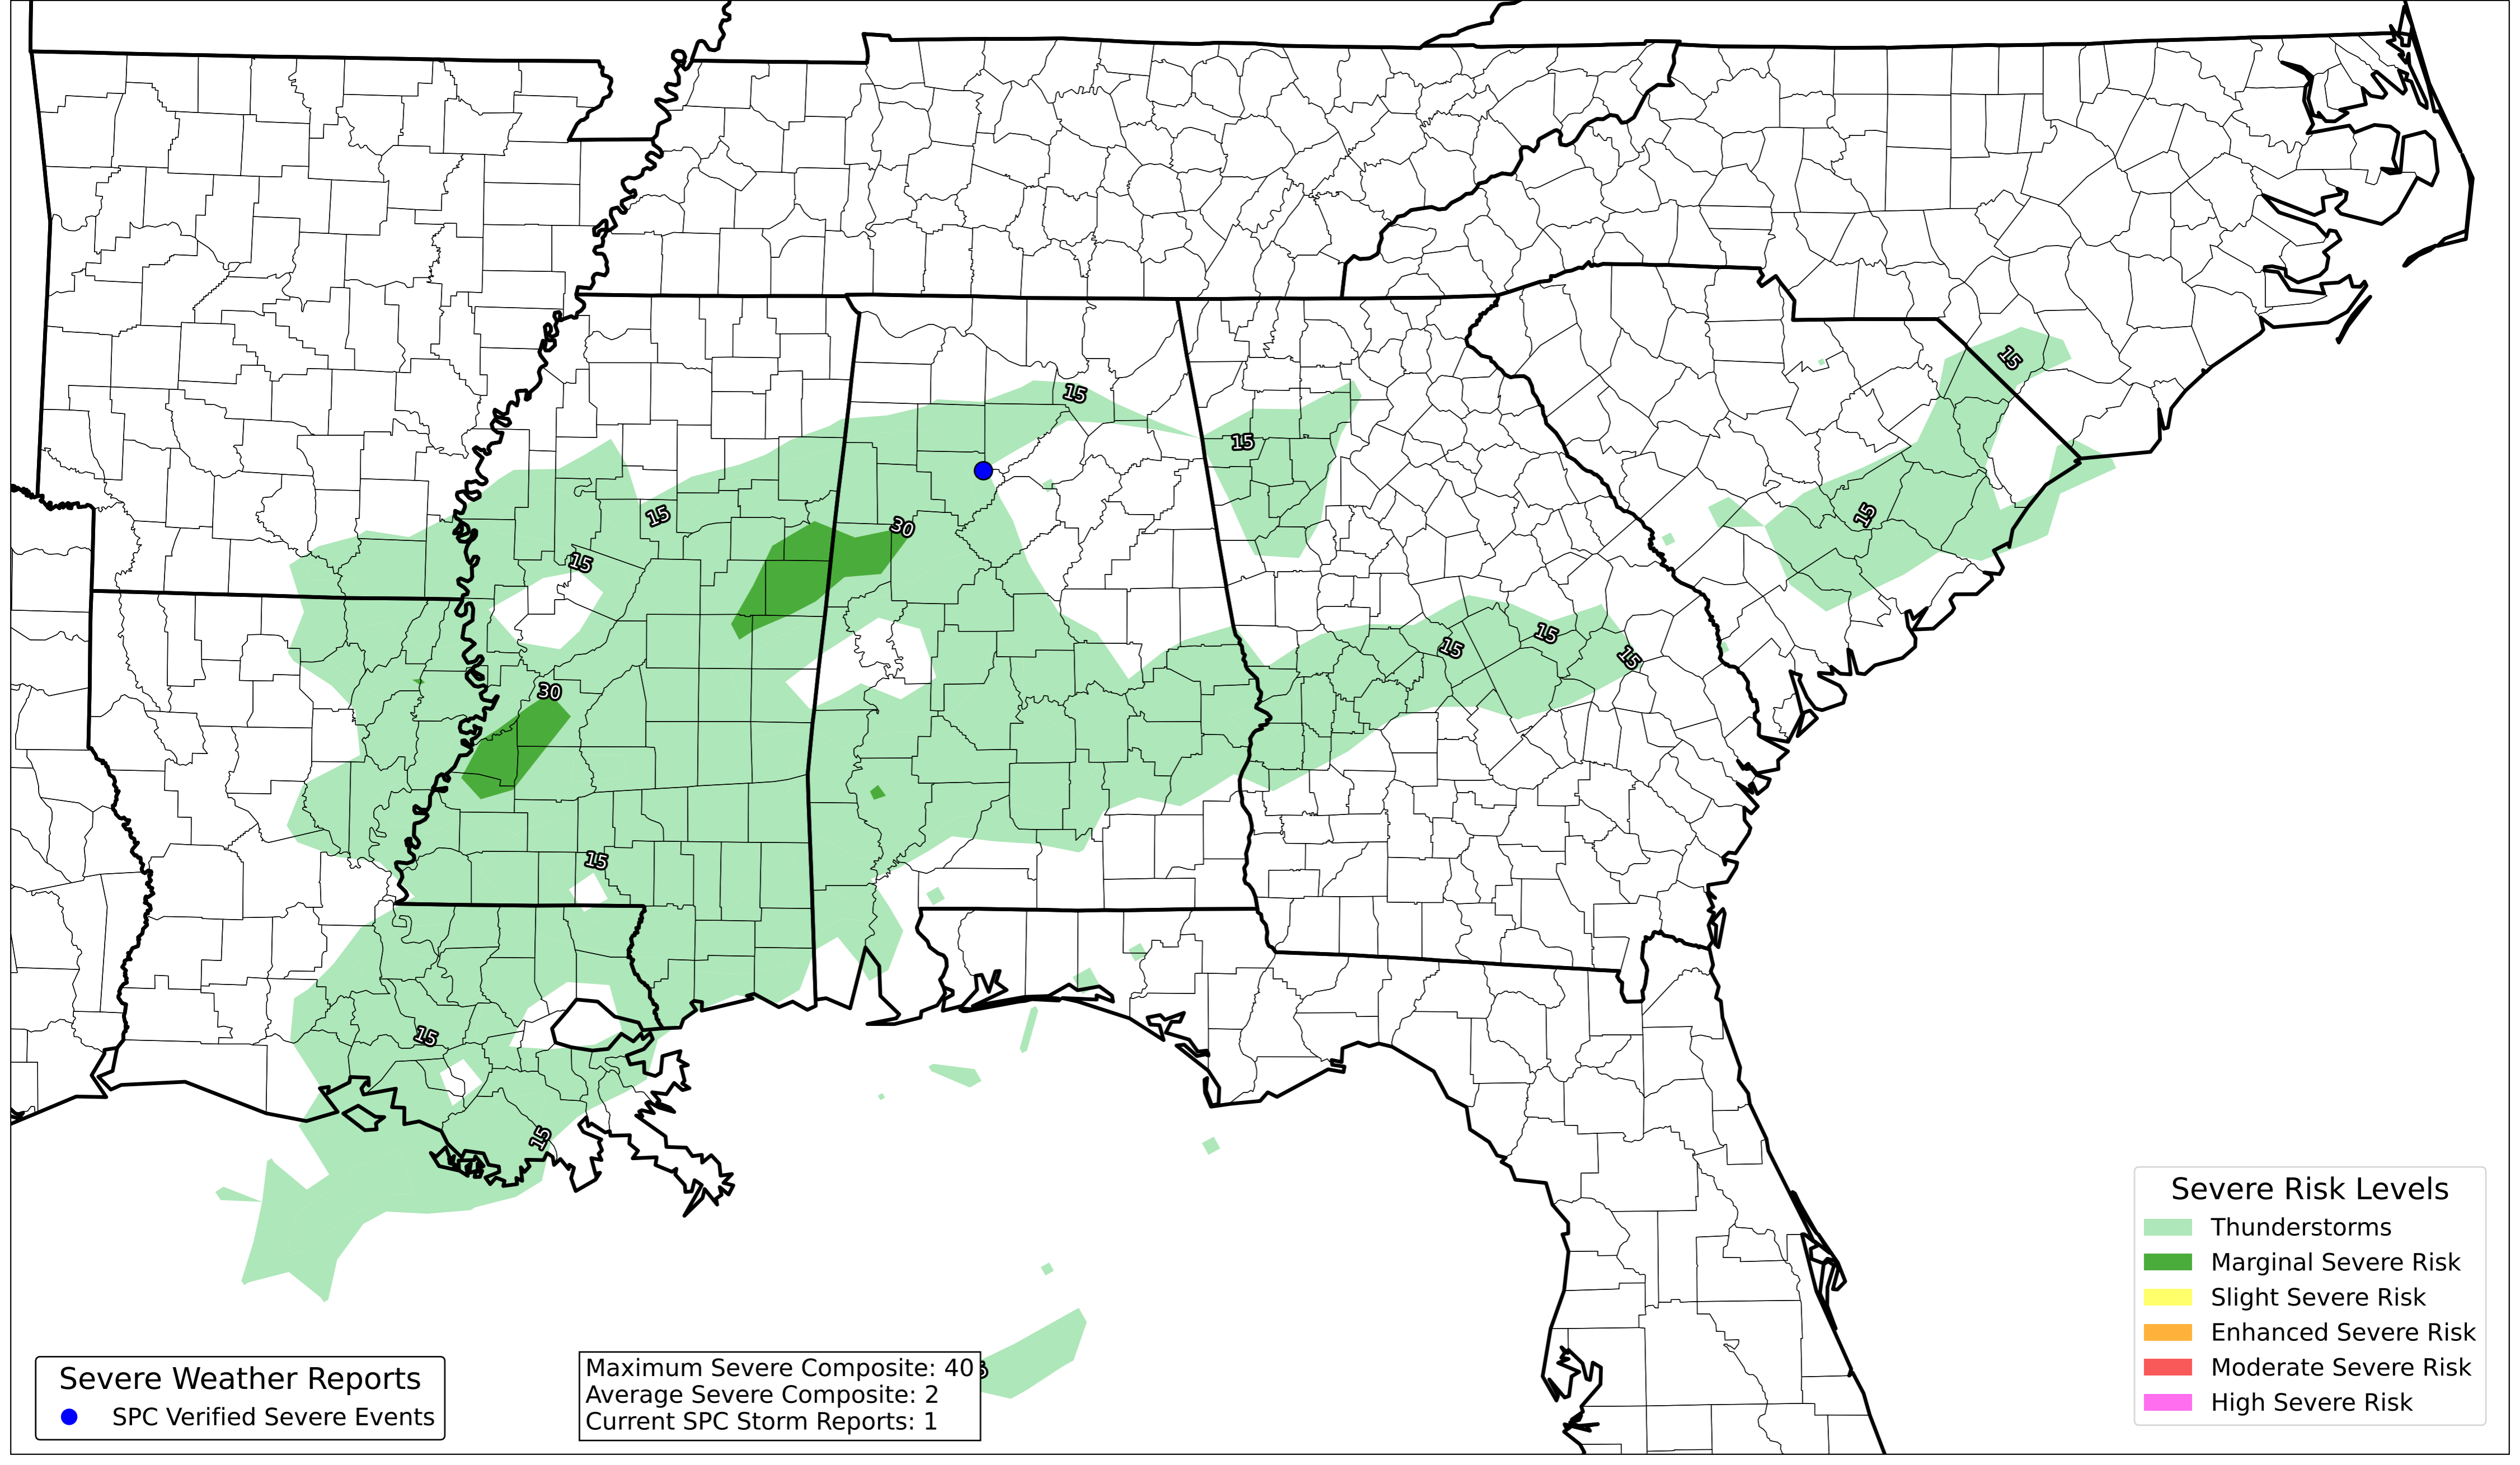 15
15
15
15
15
30
15
15
15
15
30
15
15
15
Severe Risk Levels
Thunderstorms
Marginal Severe Risk
Slight Severe Risk
Enhanced Severe Risk
Moderate Severe Risk
High Severe Risk
Severe Weather Reports
SPC Verified Severe Events
Maximum Severe Composite: 40
Average Severe Composite: 2
Current SPC Storm Reports: 1